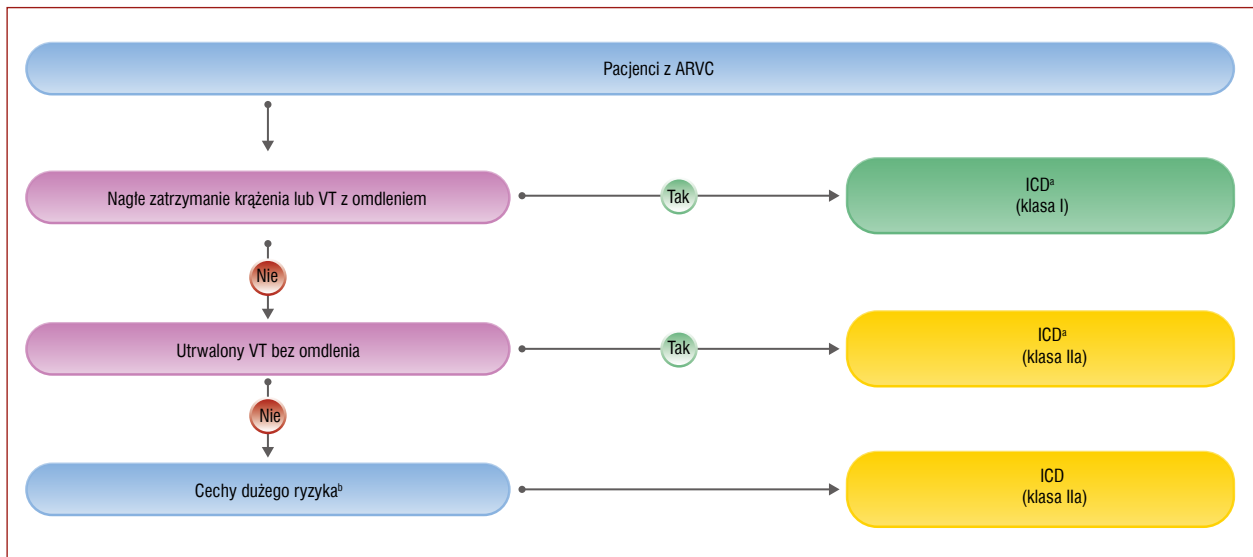 Pacjenci z ARVC
Nagłe zatrzymanie krążenia lub VT z omdleniem
Tak
ICDᵃ
(klasa I)
Nie
Utrwalony VT bez omdlenia
Tak
ICDᵃ
(klasa IIa)
Nie
Cechy dużego ryzykaᵇ
ICD
(klasa IIa)